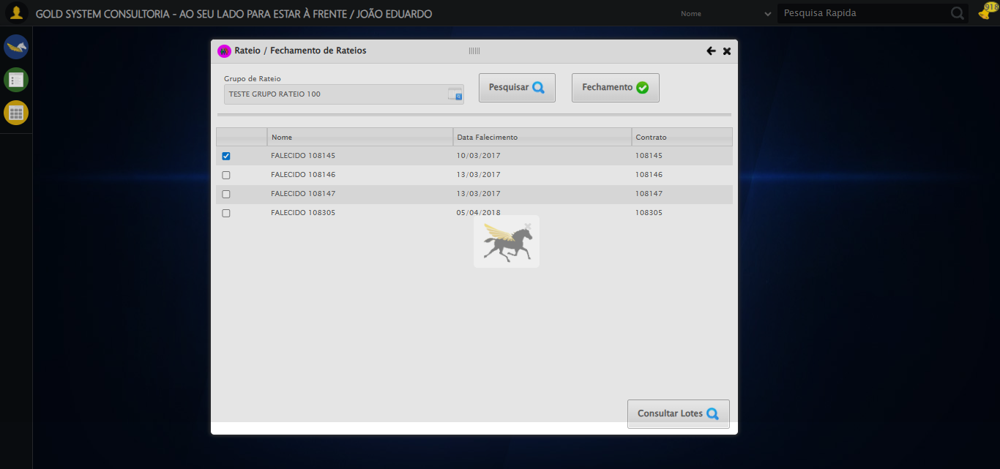 GOLD SYSTEM CONSULTORIA - AO SEU LADO PARA ESTAR À FRENTE / JOÃO EDUARDO
Nome
Pesquisa Rapida
918
Rateio / Fechamento de Rateios
Grupo de Rateio
TESTE GRUPO RATEIO 100
Pesquisar
Fechamento
Nome Data Falecimento Contrato
FALECIDO 108145 10/03/2017 108145
FALECIDO 108146 13/03/2017 108146
FALECIDO 108147 13/03/2017 108147
FALECIDO 108305 05/04/2018 108305
Consultar Lotes